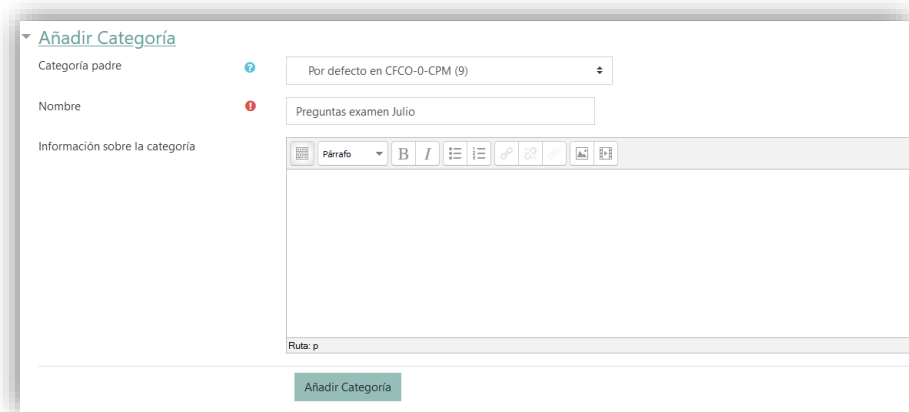 Añadir Categoría
Categoría padre
Por defecto en CFCO-0-CPM (9)
Nombre
Preguntas examen Julio
Información sobre la categoría
Párrafo
B I
Ruta: p
Añadir Categoría